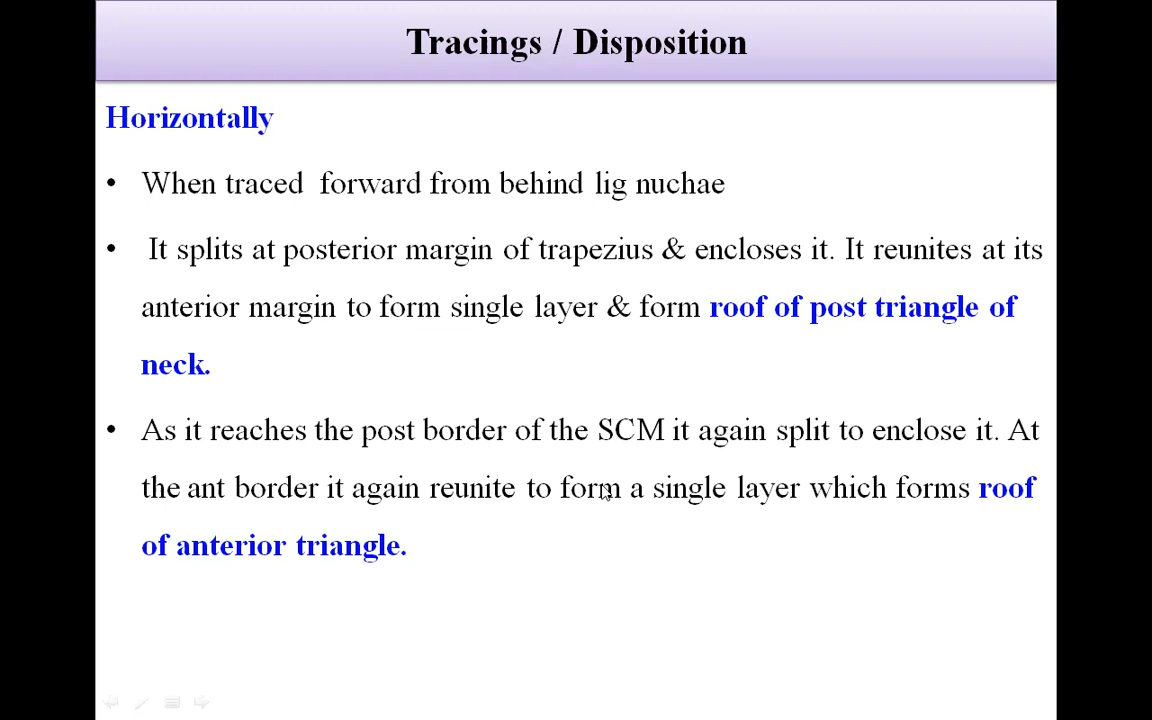 Tracings / Disposition
Horizontally
• When traced forward from behind lig nuchae
• It splits at posterior margin of trapezius & encloses it. It reunites at its
anterior margin to form single layer & form roof of post triangle of
neck.
• As it reaches the post border of the SCM it again split to enclose it. At
the ant border it again reunite to form a single layer which forms roof
of anterior triangle.